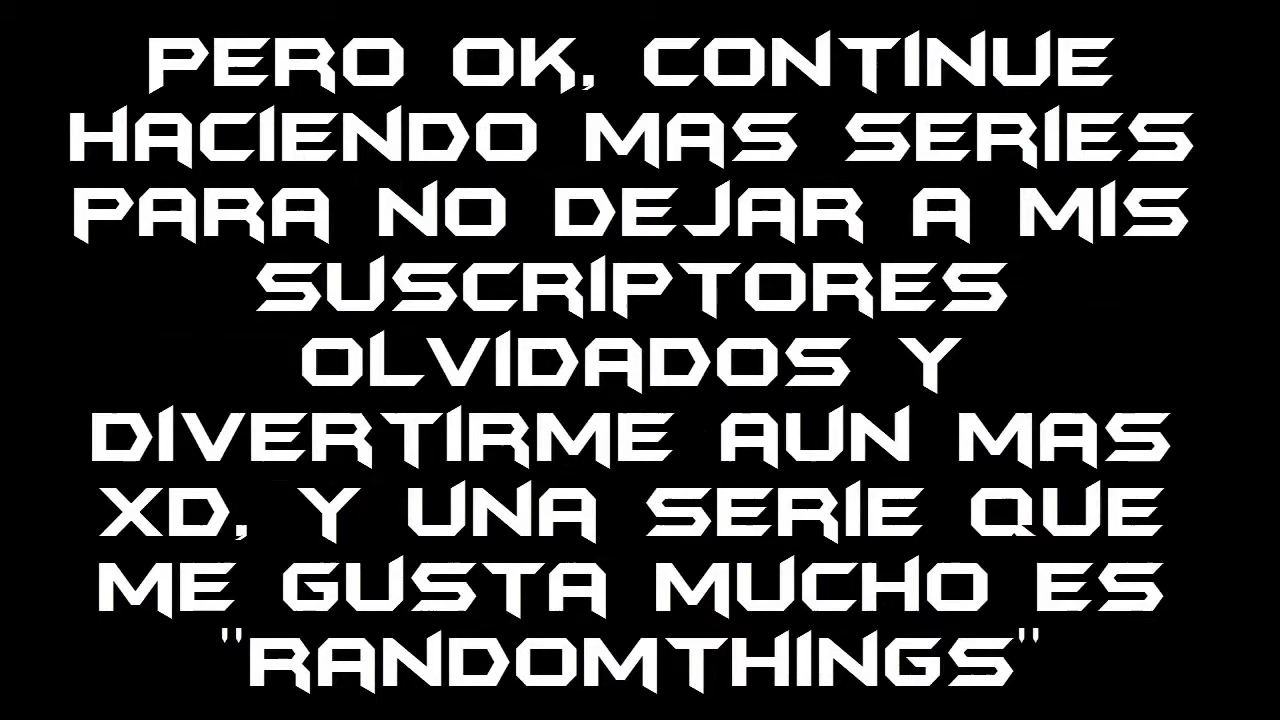 PERO OK, CONTINUE
HACIENDO MAS SERIES
PARA NO DEJAR A MIS
SUSCRIPTORES
OLVIDADOS Y
DIVERTIRME AUN MAS
XD, Y UNA SERIE QUE
ME GUSTA MUCHO ES
"RANDOMTHINGS"